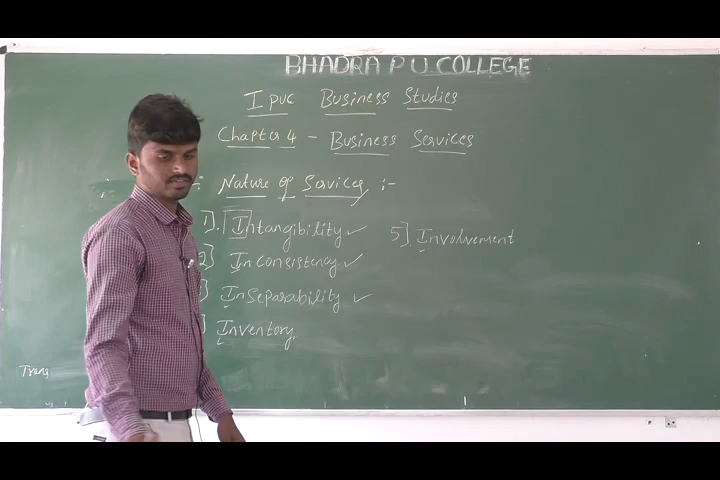 BHADRA P U COLLEGE
I PUC Business Studies
Chapter 4 - Business Services
: Nature of Services :-
1]. Intangibility ✓
2] Inconsistency ✓
] Inseparability ✓
] Inventory
5]. Involvement
Trans